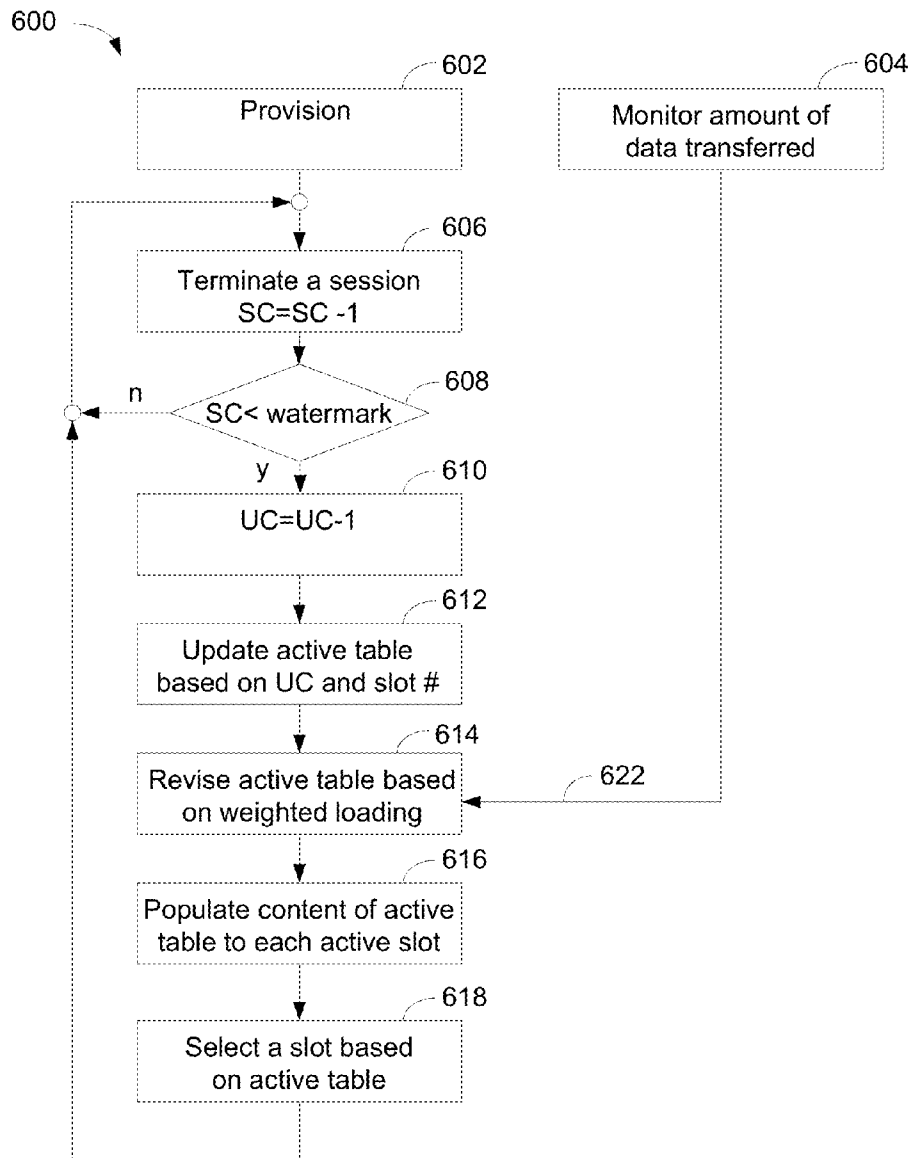 600
602
Provision
604
Monitor amount of
data transferred
606
Terminate a session
SC=SC -1
608
SC< watermark
n
y
610
UC=UC-1
612
Update active table
based on UC and slot #
614
Revise active table based
on weighted loading
622
616
Populate content of active
table to each active slot
618
Select a slot based
on active table